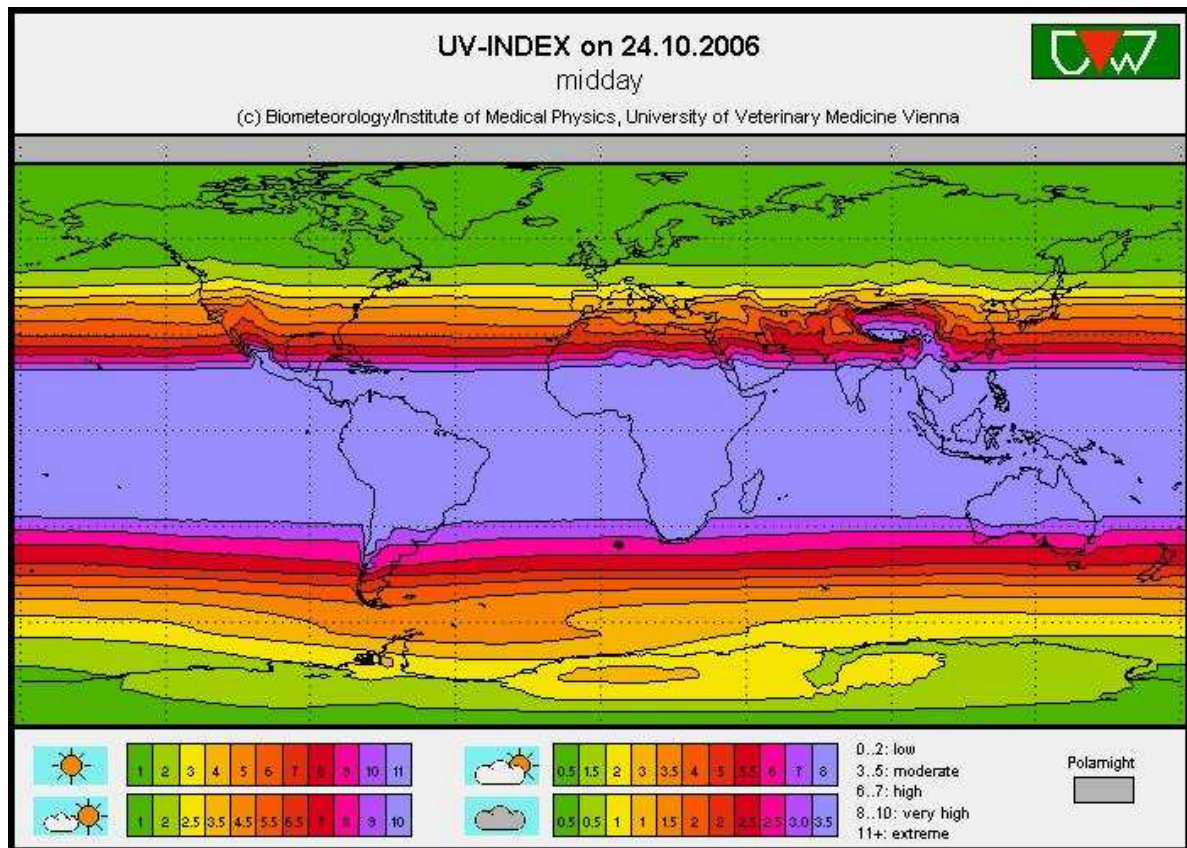 UV-INDEX on 24.10.2006
midday
(c) Biometeorology/Institute of Medical Physics, University of Veterinary Medicine Vienna
1 2 3 4 5 6 7 8 9 10 11
0.5 1.5 2 3 3.5 4 5 5.5 6 7 8
1 2 2.5 3.5 4.5 5.5 6.5 7 8 9 10
0.5 0.5 1 1 1.5 2 2 2.5 2.5 3.0 3.5
0..2: low
3..5: moderate
6..7: high
8..10: very high
11+: extreme
Polarnight